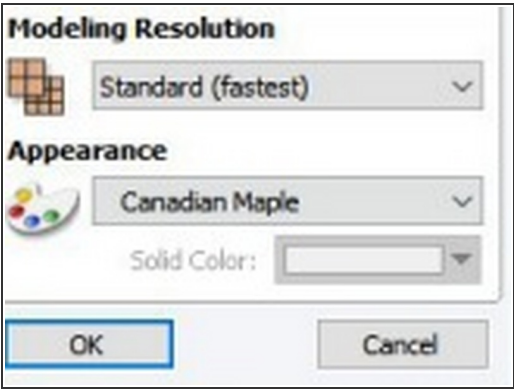 Modeling Resolution
Standard (fastest)
Appearance
Canadian Maple
Solid Color:
OK Cancel